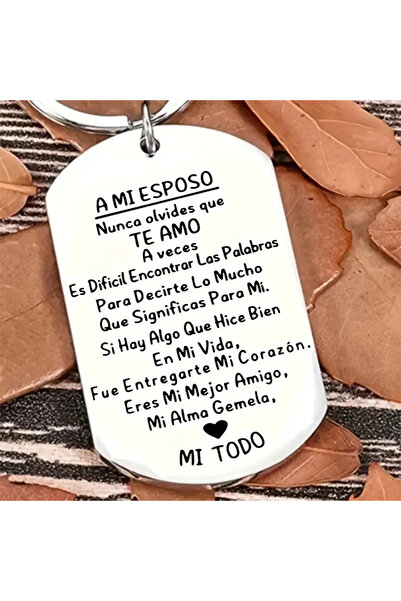 A MI ESPOSO
Nunca olvides que
TE AMO
A veces
Es Dificil Encontrar Las Palabras
Para Decirte Lo Mucho
Que Significas Para Mi.
Si Hay Algo Que Hice Bien
En Mi Vida,
Fue Entregarte Mi Corazón.
Eres Mi Mejor Amigo,
Mi Alma Gemela,
MI TODO